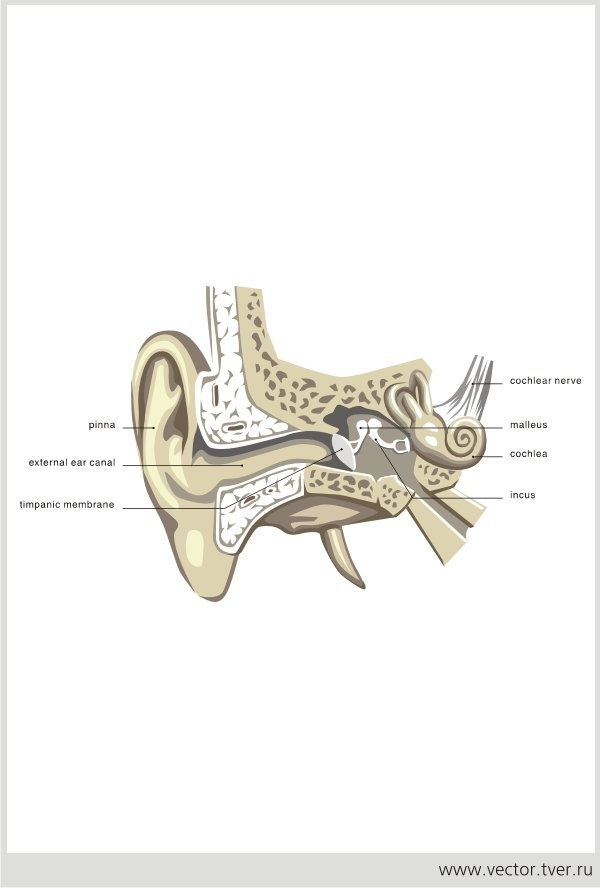 cochlear nerve
pinna
malleus
external ear canal
cochlea
timpanic membrane
incus
www.vector.tver.ru